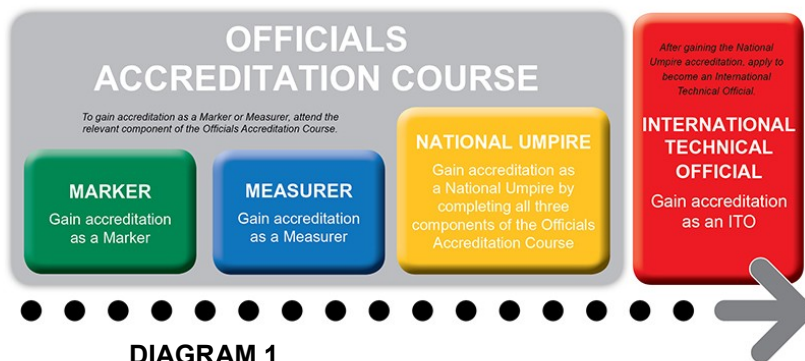 OFFICIALS
ACCREDITATION COURSE
To gain accreditation as a Marker or Measurer, attend the
relevant component of the Officials Accreditation Course.
MARKER
Gain accreditation
as a Marker
MEASURER
Gain accreditation
as a Measurer
NATIONAL UMPIRE
Gain accreditation as
a National Umpire by
completing all three
components of the Officials
Accreditation Course
After gaining the National
Umpire accreditation, apply to
become an International
Technical Official.
INTERNATIONAL
TECHNICAL
OFFICIAL
Gain accreditation
as an ITO
DIAGRAM 1